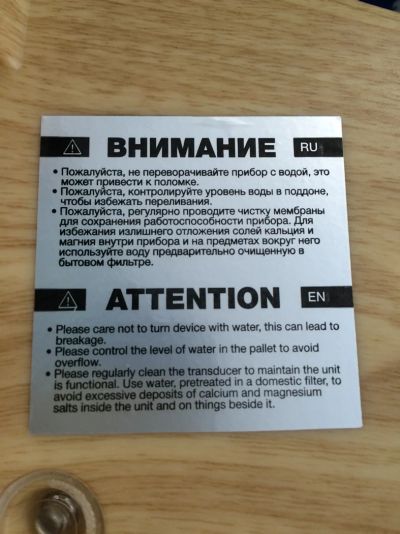 ВНИМАНИЕ RU
• Пожалуйста, не переворачивайте прибор с водой, это
может привести к поломке.
• Пожалуйста, контролируйте уровень воды в поддоне,
чтобы избежать переливания.
• Пожалуйста, регулярно проводите чистку мембраны
для сохранения работоспособности прибора. Для
избежания излишнего отложения солей кальция и
магния внутри прибора и на предметах вокруг него
используйте воду предварительно очищенную в
бытовом фильтре.
ATTENTION EN
• Please care not to turn device with water, this can lead to
breakage.
• Please control the level of water in the pallet to avoid
overflow.
• Please regularly clean the transducer to maintain the unit
is functional. Use water, pretreated in a domestic filter, to
avoid excessive deposits of calcium and magnesium
salts inside the unit and on things beside it.